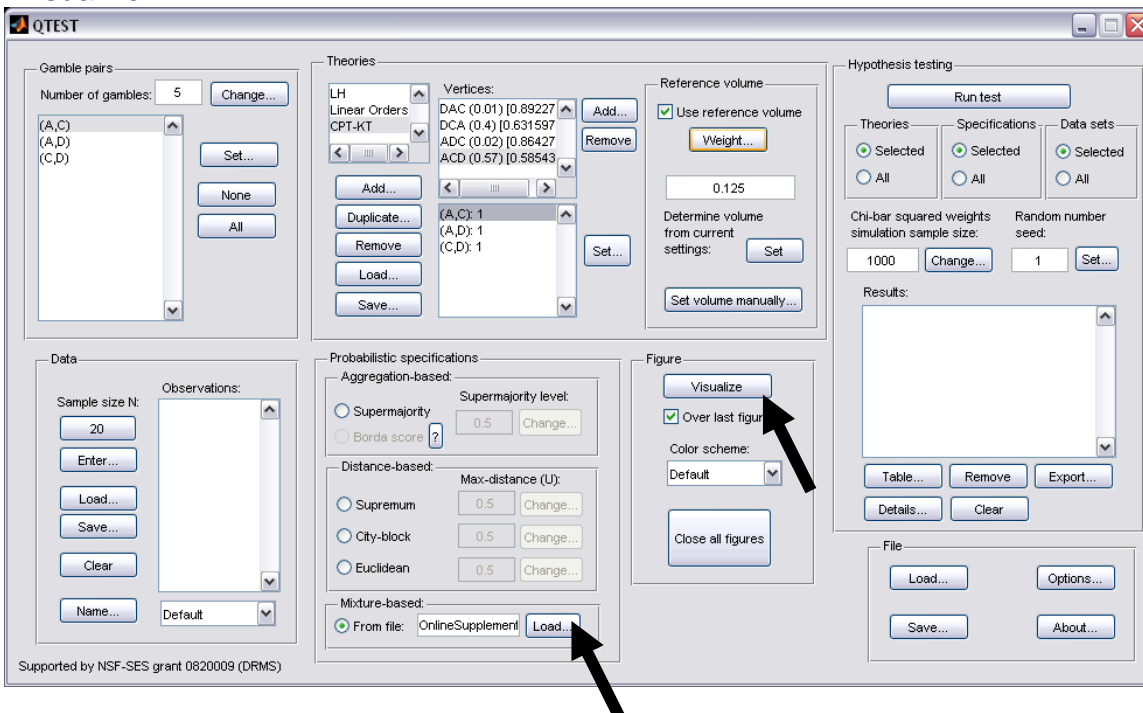 QTEST
Gamble pairs
Number of gambles: 5 Change...
(A,C)
(A,D)
(C,D)
Set...
None
All
Theories
LH
Linear Orders
CPT-KT
Add...
Duplicate...
Remove
Load...
Save...
Vertices:
DAC (0.01) [0.89227
DCA (0.4) [0.631597
ADC (0.02) [0.86427
ACD (0.57) [0.58543
Add...
Remove
(A,C): 1
(A,D): 1
(C,D): 1
Set...
Reference volume
Use reference volume
Weight...
0.125
Determine volume
from current
settings: Set
Set volume manually...
Hypothesis testing
Run test
Theories
Selected
All
Specifications
Selected
All
Data sets
Selected
All
Chi-bar squared weights
simulation sample size:
1000 Change...
Random number
seed:
1 Set...
Results:
Table... Remove Export...
Details... Clear
Data
Sample size N:
20
Enter...
Load...
Save...
Clear
Name...
Observations:
Default
Probabilistic specifications
Aggregation-based:
Supermajority level:
Supermajority 0.5 Change...
Borda score ?
Distance-based:
Max-distance (U):
Supremum 0.5 Change...
City-block 0.5 Change...
Euclidean 0.5 Change...
Mixture-based:
From file: OnlineSupplement Load...
Figure
Visualize
Over last figur
Color scheme:
Default
Close all figures
File
Load... Options...
Save... About...
Supported by NSF-SES grant 0820009 (DRMS)